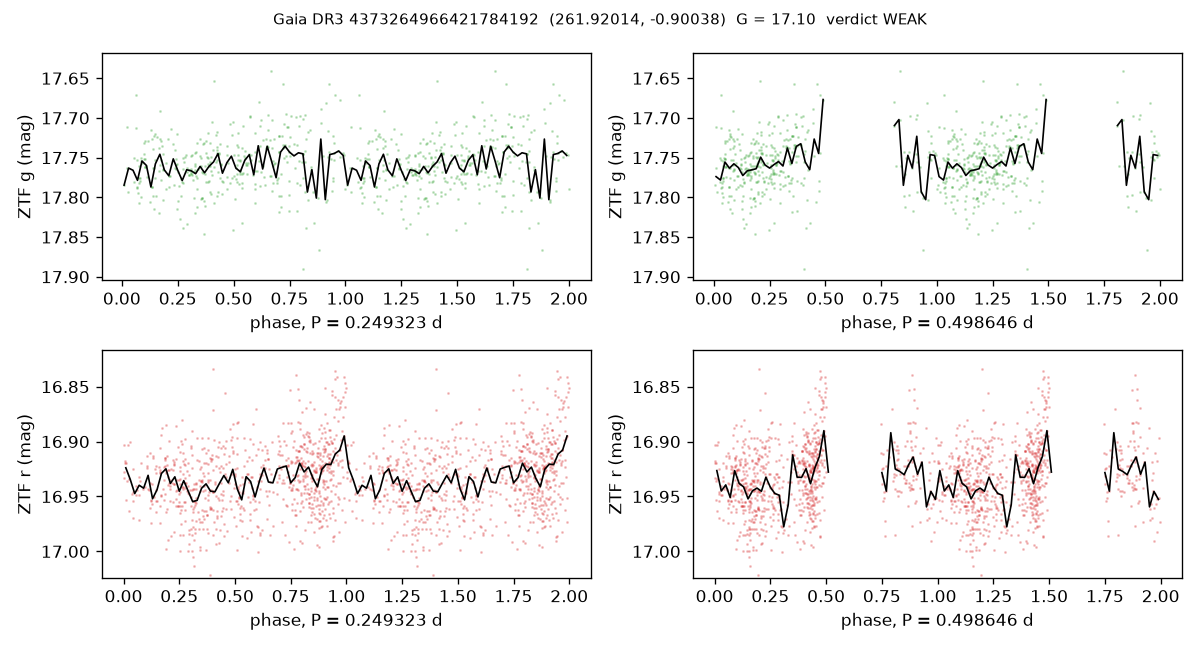 Gaia DR3 4373264966421784192  (261.92014, -0.90038)  G = 17.10  verdict WEAK
ZTF g (mag)
17.65
17.70
17.75
17.80
17.85
17.90
0.00 0.25 0.50 0.75 1.00 1.25 1.50 1.75 2.00
phase, P = 0.249323 d
ZTF g (mag)
17.65
17.70
17.75
17.80
17.85
17.90
0.00 0.25 0.50 0.75 1.00 1.25 1.50 1.75 2.00
phase, P = 0.498646 d
ZTF r (mag)
16.85
16.90
16.95
17.00
0.00 0.25 0.50 0.75 1.00 1.25 1.50 1.75 2.00
phase, P = 0.249323 d
ZTF r (mag)
16.85
16.90
16.95
17.00
0.00 0.25 0.50 0.75 1.00 1.25 1.50 1.75 2.00
phase, P = 0.498646 d